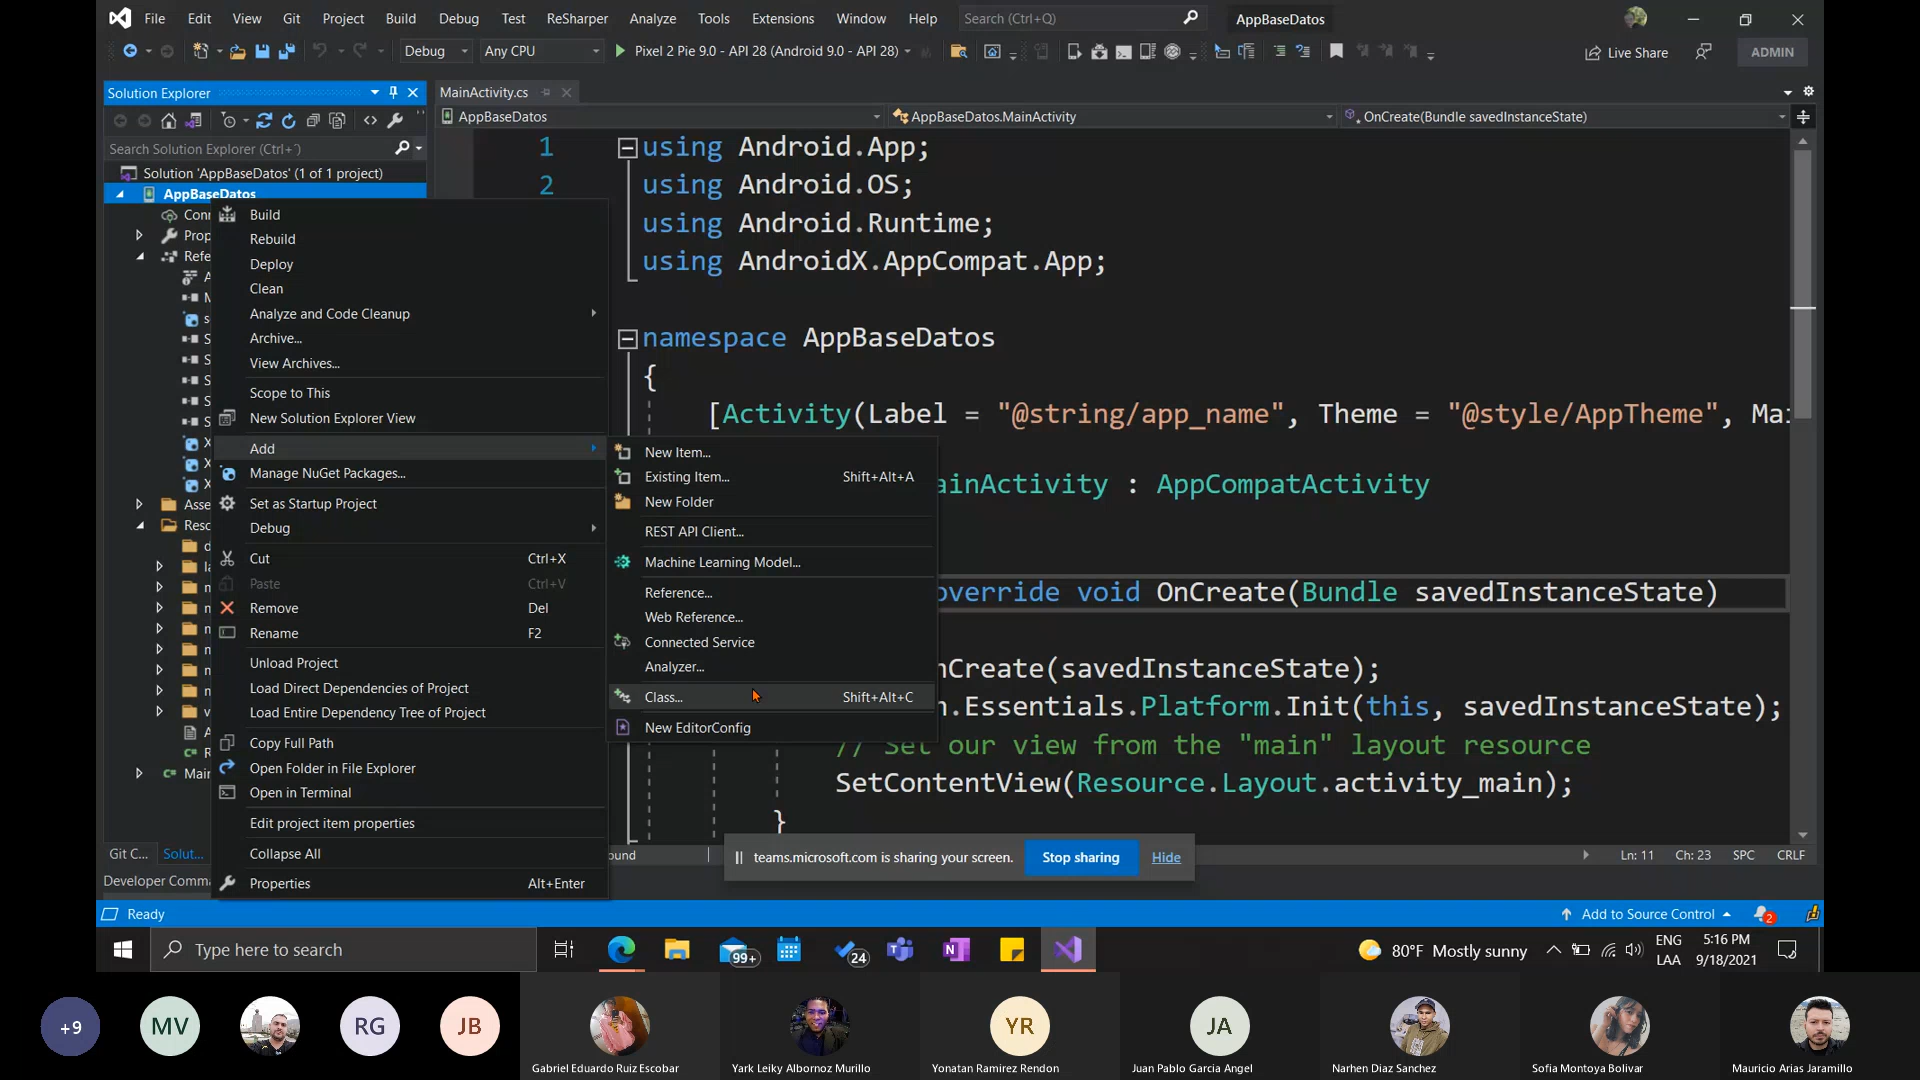 File Edit View Git Project Build Debug Test ReSharper Analyze Tools Extensions Window Help Search (Ctrl+Q) AppBaseDatos
Debug Any CPU Pixel 2 Pie 9.0 - API 28 (Android 9.0 - API 28) Live Share ADMIN
Solution Explorer
Search Solution Explorer (Ctrl+´)
Solution 'AppBaseDatos' (1 of 1 project)
AppBaseDatos
Conn
Prop
Refe
Asse
Reso
Main
Git C... Solut...
Developer Comma
Build
Rebuild
Deploy
Clean
Analyze and Code Cleanup
Archive...
View Archives...
Scope to This
New Solution Explorer View
Add
Manage NuGet Packages...
Set as Startup Project
Debug
Cut Ctrl+X
Paste Ctrl+V
Remove Del
Rename F2
Unload Project
Load Direct Dependencies of Project
Load Entire Dependency Tree of Project
Copy Full Path
Open Folder in File Explorer
Open in Terminal
Edit project item properties
Collapse All
Properties Alt+Enter
New Item...
Existing Item... Shift+Alt+A
New Folder
REST API Client...
Machine Learning Model...
Reference...
Web Reference...
Connected Service
Analyzer...
Class... Shift+Alt+C
New EditorConfig
MainActivity.cs
AppBaseDatos AppBaseDatos.MainActivity OnCreate(Bundle savedInstanceState)
1 using Android.App;
2 using Android.OS;
using Android.Runtime;
using AndroidX.AppCompat.App;
namespace AppBaseDatos
{
[Activity(Label = "@string/app_name", Theme = "@style/AppTheme", Mai
ainActivity : AppCompatActivity
override void OnCreate(Bundle savedInstanceState)
nCreate(savedInstanceState);
n.Essentials.Platform.Init(this, savedInstanceState);
// Set our view from the "main" layout resource
SetContentView(Resource.Layout.activity_main);
}
ound Ln: 11 Ch: 23 SPC CRLF
teams.microsoft.com is sharing your screen. Stop sharing Hide
Ready Add to Source Control 2
Type here to search 99+ 24 80°F Mostly sunny ENG LAA 5:16 PM 9/18/2021
+9 MV RG JB YR JA
Gabriel Eduardo Ruiz Escobar Yark Leiky Albornoz Murillo Yonatan Ramirez Rendon Juan Pablo Garcia Angel Narhen Diaz Sanchez Sofia Montoya Bolivar Mauricio Arias Jaramillo